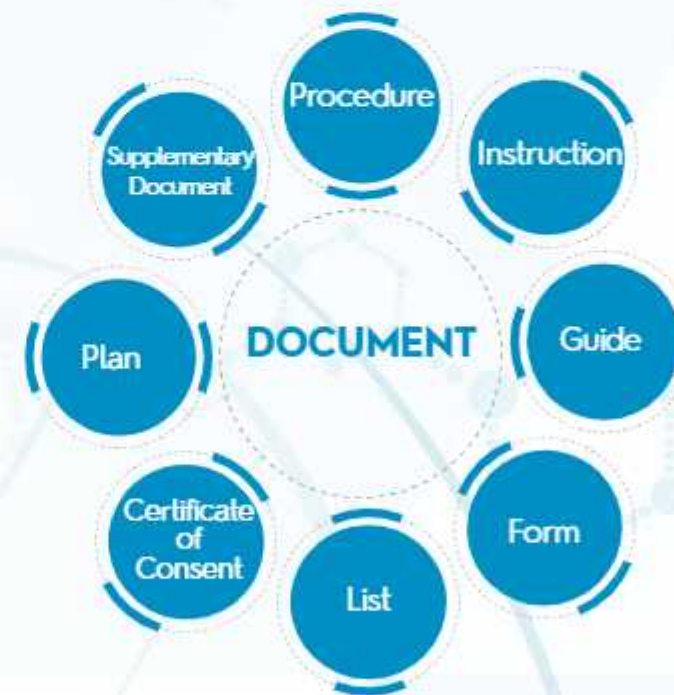 Procedure
Instruction
Supplementary
Document
DOCUMENT
Guide
Plan
Form
Certificate
of
Consent
List